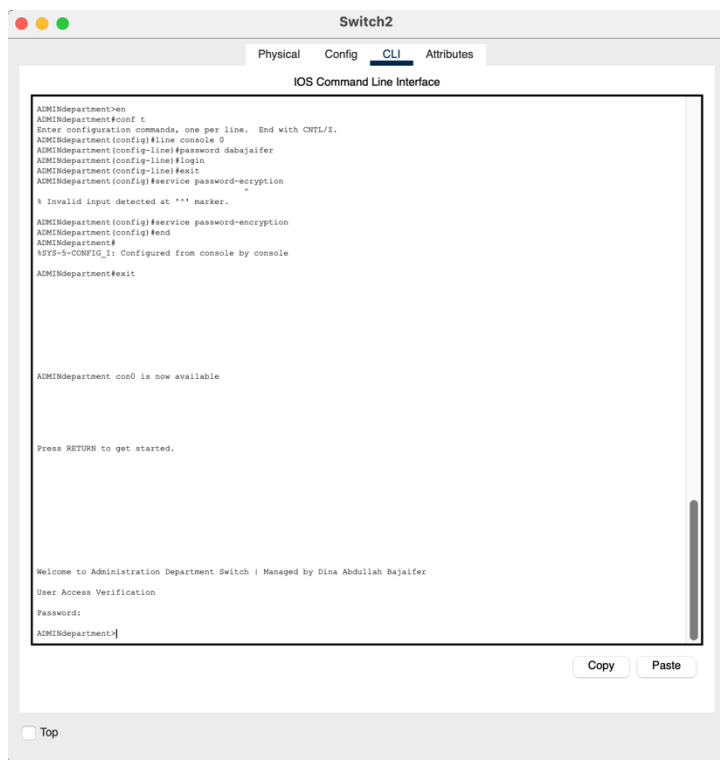 Switch2
Physical Config CLI Attributes
IOS Command Line Interface
ADMINdepartment>en
ADMINdepartment#conf t
Enter configuration commands, one per line. End with CNTL/Z.
ADMINdepartment(config)#line console 0
ADMINdepartment(config-line)#password dabajaifer
ADMINdepartment(config-line)#login
ADMINdepartment(config-line)#exit
ADMINdepartment(config)#service password-ecryption
^
% Invalid input detected at '^' marker.
ADMINdepartment(config)#service password-encryption
ADMINdepartment(config)#end
ADMINdepartment#
%SYS-5-CONFIG_I: Configured from console by console
ADMINdepartment#exit
ADMINdepartment con0 is now available
Press RETURN to get started.
Welcome to Administration Department Switch | Managed by Dina Abdullah Bajaifer
User Access Verification
Password:
ADMINdepartment>
Copy Paste
Top